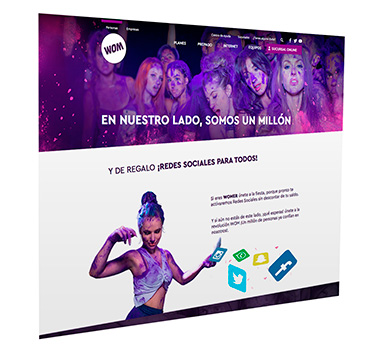 Personas Empresas
WOM
PLANES PREPAGO INTERNET EQUIPOS SUCURSAL ONLINE
EN NUESTRO LADO, SOMOS UN MILLÓN
Y DE REGALO ¡REDES SOCIALES PARA TODOS!
Si eres WOMER únete a la fiesta, porque pronto te
activaremos Redes Sociales sin descontar de tu saldo.
Y si aún no estás de este lado, ¿qué esperas! únete a la
revolución WOM ¡Un millón de personas ya confían en
nosotros!